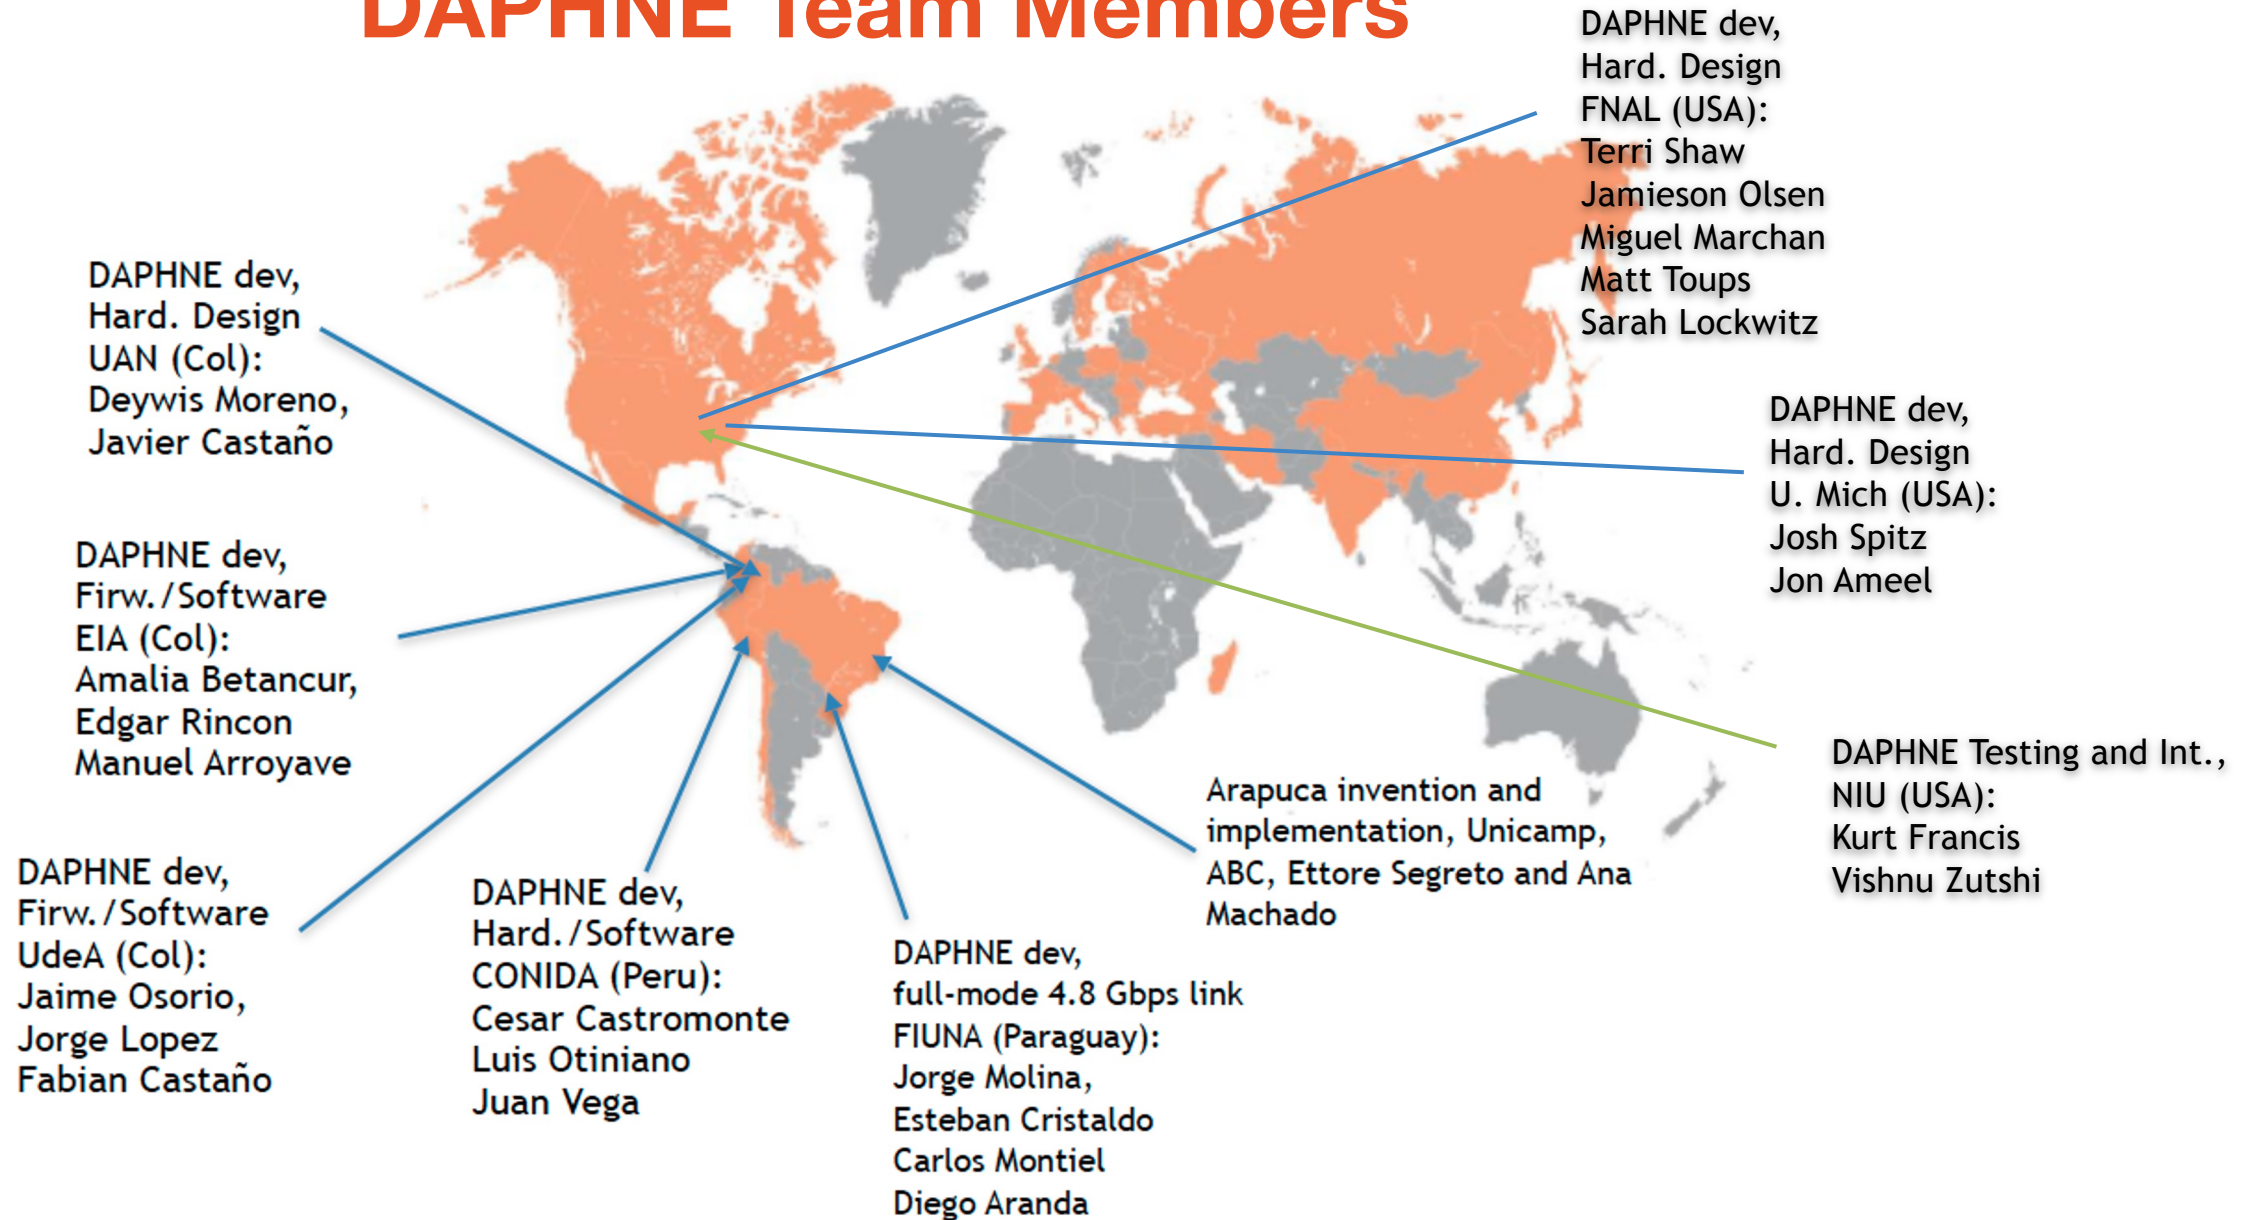 DAPHNE Team Members
DAPHNE dev,
Hard. Design
FNAL (USA):
Terri Shaw
Jamieson Olsen
Miguel Marchan
Matt Toups
Sarah Lockwitz
DAPHNE dev,
Hard. Design
UAN (Col):
Deywis Moreno,
Javier Castaño
DAPHNE dev,
Hard. Design
U. Mich (USA):
Josh Spitz
Jon Ameel
DAPHNE dev,
Firw./Software
EIA (Col):
Amalia Betancur,
Edgar Rincon
Manuel Arroyave
DAPHNE Testing and Int.,
NIU (USA):
Kurt Francis
Vishnu Zutshi
Arapuca invention and
implementation, Unicamp,
ABC, Ettore Segreto and Ana
Machado
DAPHNE dev,
Firw./Software
UdeA (Col):
Jaime Osorio,
Jorge Lopez
Fabian Castaño
DAPHNE dev,
Hard./Software
CONIDA (Peru):
Cesar Castromonte
Luis Otiniano
Juan Vega
DAPHNE dev,
full-mode 4.8 Gbps link
FIUNA (Paraguay):
Jorge Molina,
Esteban Cristaldo
Carlos Montiel
Diego Aranda